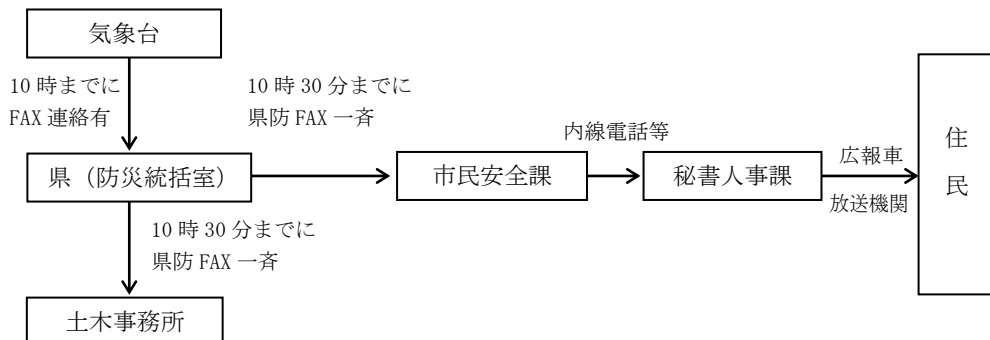 気象台
10時までに
FAX連絡有
10時30分までに
県防FAX一斉
県（防災統括室）
内線電話等
市民安全課
秘書人事課
広報車
放送機関
住
民
10時30分までに
県防FAX一斉
土木事務所